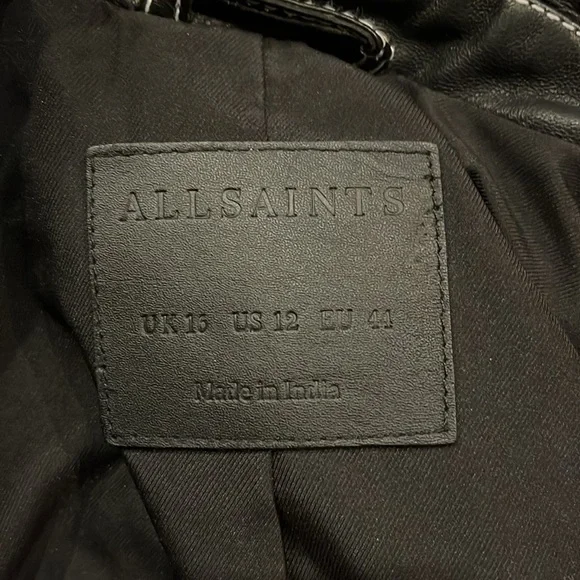 ALLSAINTS
UK 16 US 12 EU 44
Made in India